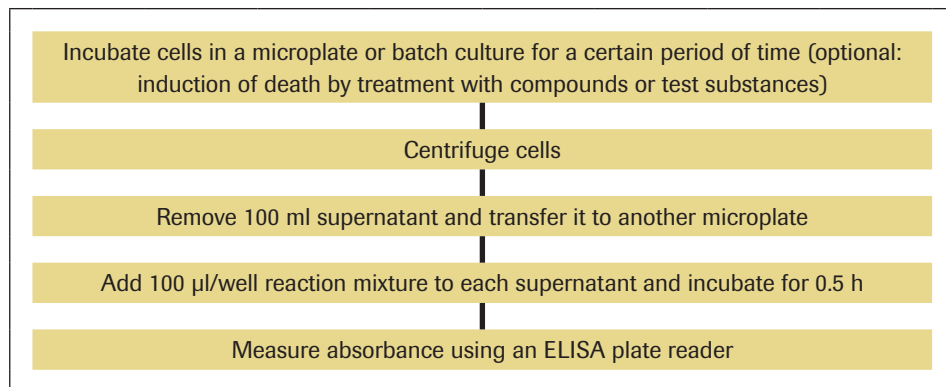 Incubate cells in a microplate or batch culture for a certain period of time (optional:
induction of death by treatment with compounds or test substances)
Centrifuge cells
Remove 100 ml supernatant and transfer it to another microplate
Add 100 µl/well reaction mixture to each supernatant and incubate for 0.5 h
Measure absorbance using an ELISA plate reader